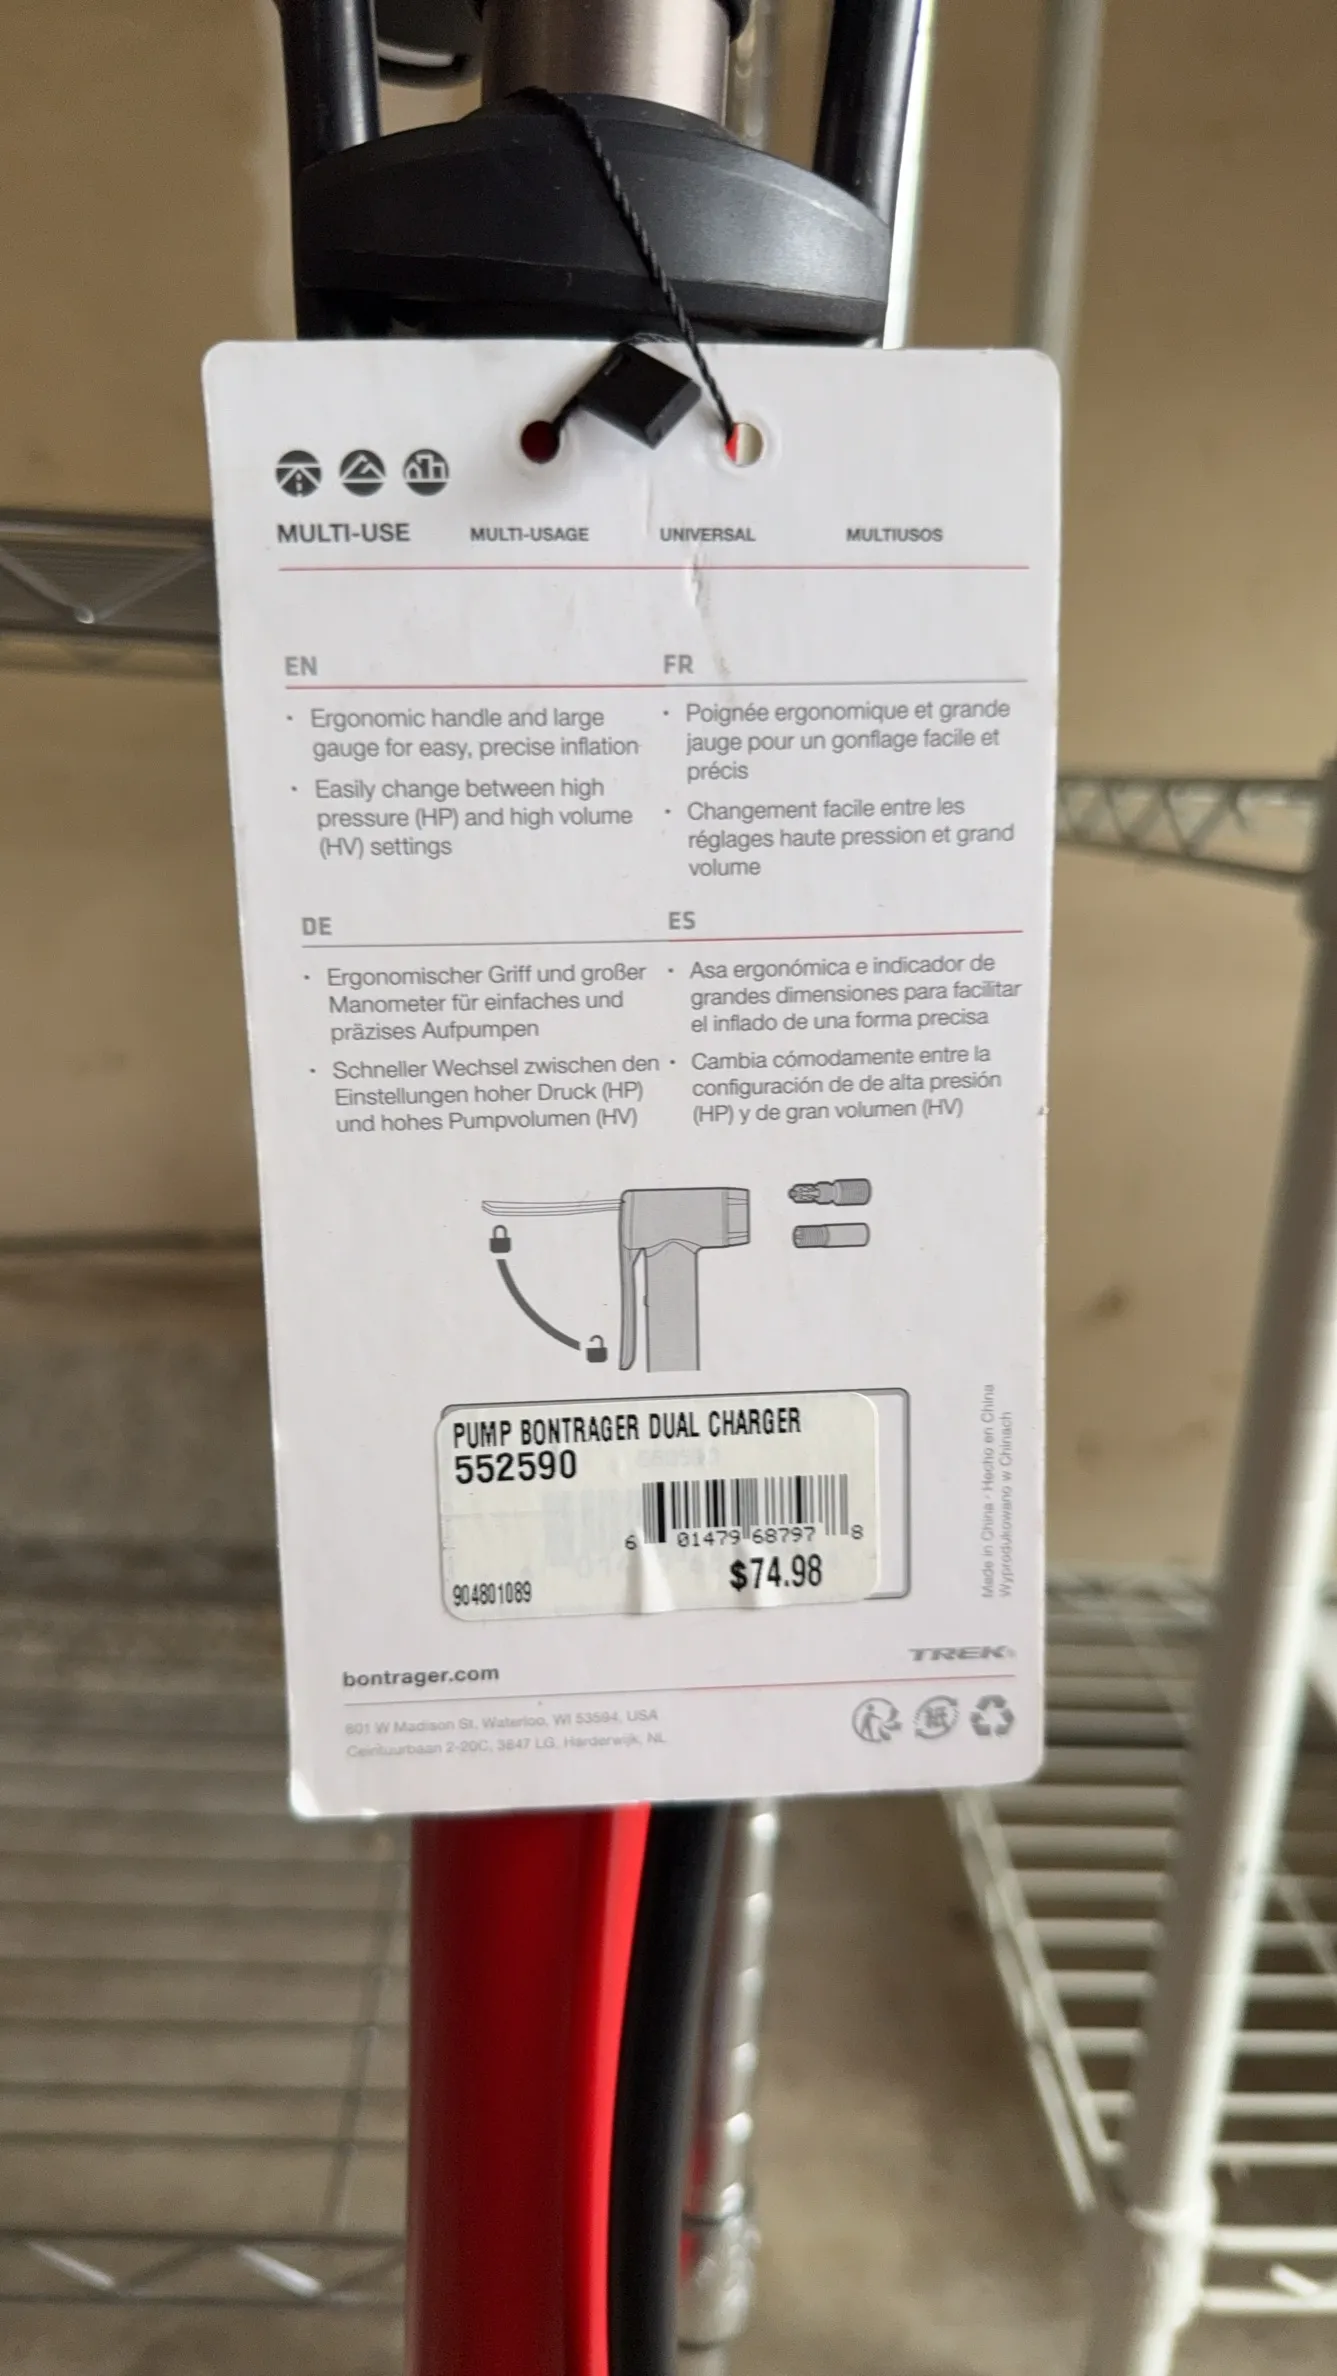 MULTI-USE MULTI-USAGE UNIVERSAL MULTIUSOS
EN
• Ergonomic handle and large
gauge for easy, precise inflation
• Easily change between high
pressure (HP) and high volume
(HV) settings
FR
• Poignée ergonomique et grande
jauge pour un gonflage facile et
précis
• Changement facile entre les
réglages haute pression et grand
volume
DE
• Ergonomischer Griff und großer
Manometer für einfaches und
präzises Aufpumpen
• Schneller Wechsel zwischen den
Einstellungen hoher Druck (HP)
und hohes Pumpvolumen (HV)
ES
• Asa ergonómica e indicador de
grandes dimensiones para facilitar
el inflado de una forma precisa
• Cambia cómodamente entre la
configuración de de alta presión
(HP) y de gran volumen (HV)
PUMP BONTRAGER DUAL CHARGER
552590
6 01479 68797 8
$74.98
904801089
Made in China · Hecho en China
Wyprodukowano w Chinach
TREK
bontrager.com
801 W Madison St, Waterloo, WI 53594, USA
Ceintuurbaan 2-20C, 3847 LG, Harderwijk, NL
紙